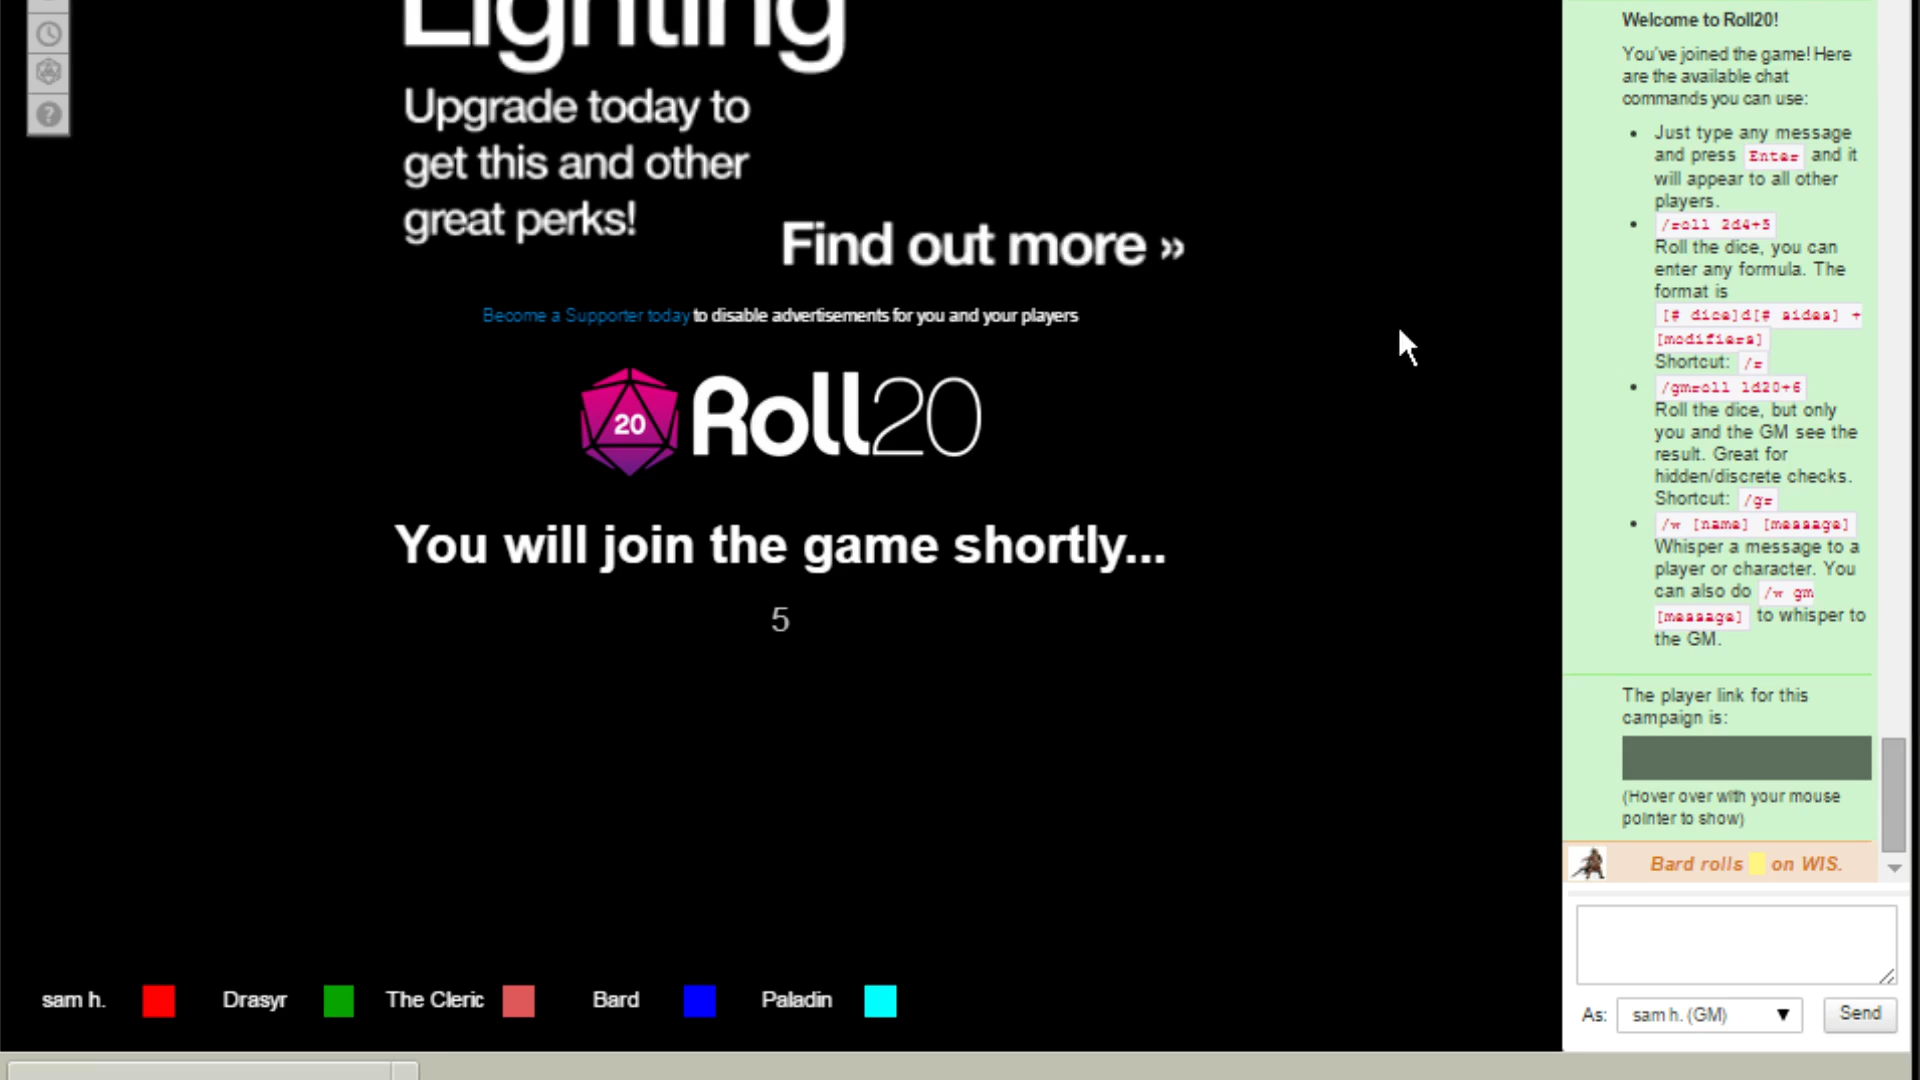 Lighting
Upgrade today to
get this and other
great perks!
Find out more »
Become a Supporter today to disable advertisements for you and your players
20
Roll20
You will join the game shortly...
5
sam h.
Drasyr
The Cleric
Bard
Paladin
Welcome to Roll20!
You've joined the game! Here
are the available chat
commands you can use:
• Just type any message
and press Enter and it
will appear to all other
players.
• /roll 2d4+5
Roll the dice, you can
enter any formula. The
format is
[# dice]d[# sides] +
[modifiers]
Shortcut: /r
• /gmroll 1d20+6
Roll the dice, but only
you and the GM see the
result. Great for
hidden/discrete checks.
Shortcut: /gr
• /w [name] [message]
Whisper a message to a
player or character. You
can also do /w gm
[message] to whisper to
the GM.
The player link for this
campaign is:
(Hover over with your mouse
pointer to show)
Bard rolls on WIS.
As:
sam h. (GM)
Send